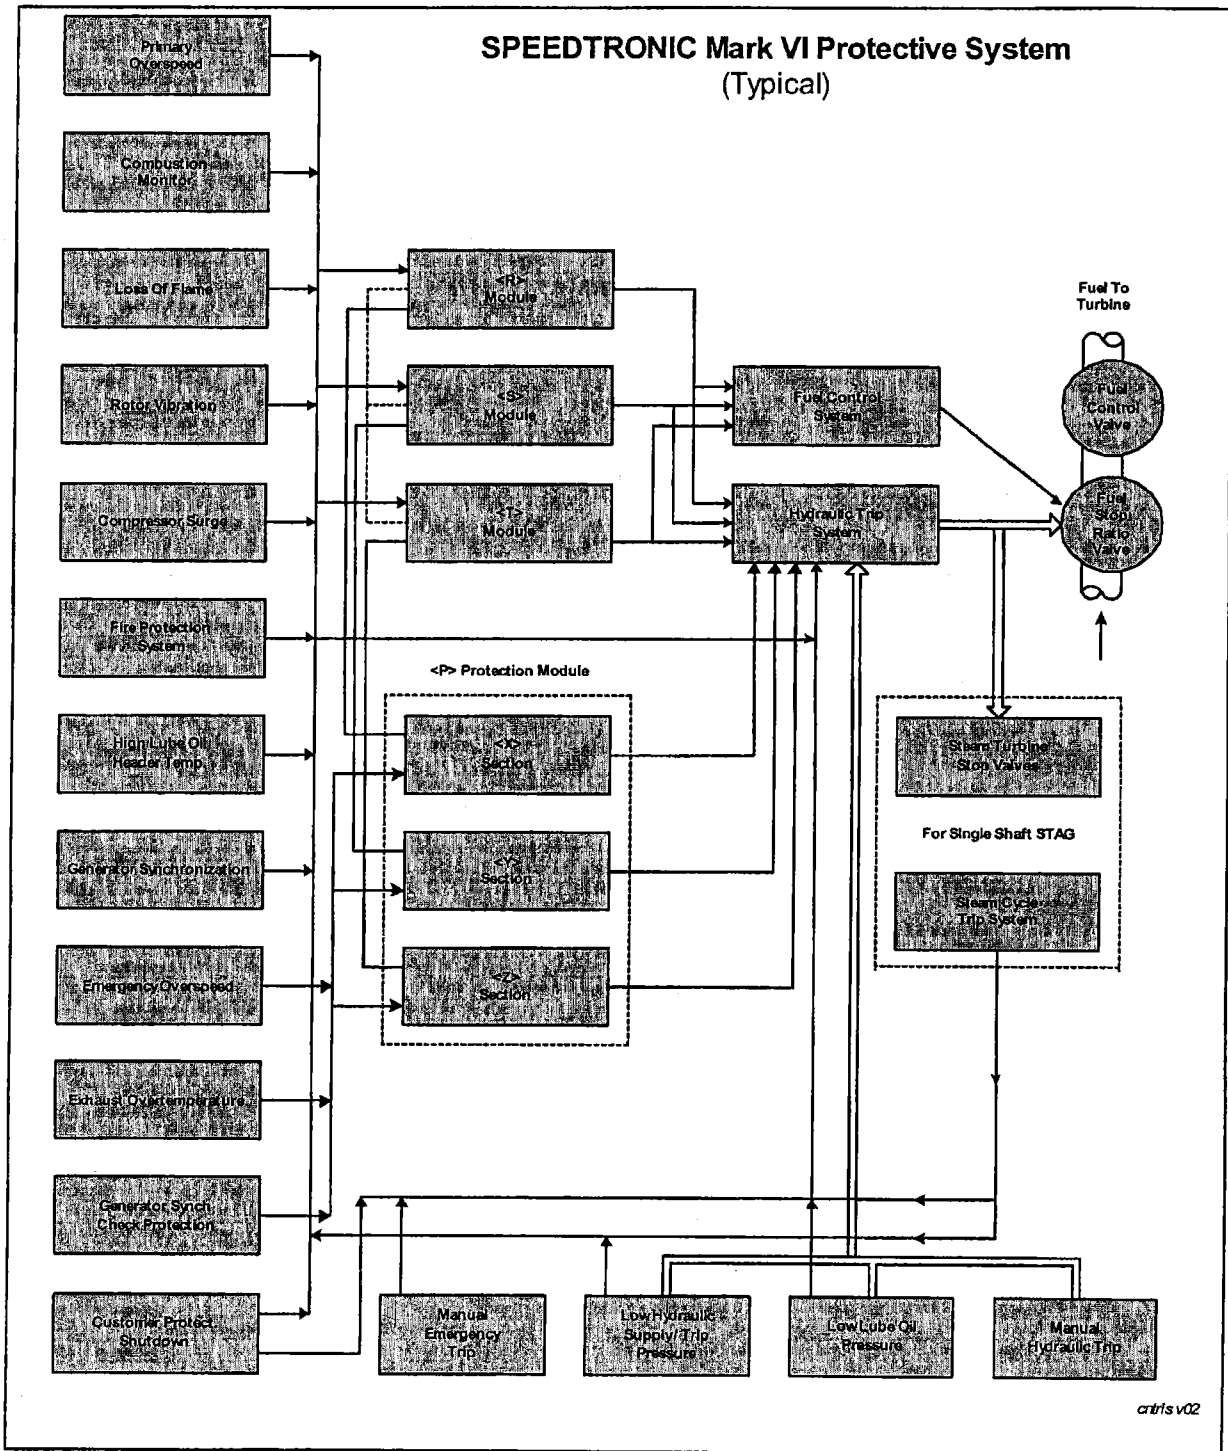 SPEEDTRONIC Mark VI Protective System
(Typical)
Primary
Overspeed
Combustion
Monitor
Loss Of Flame
Rotor Vibration
Compressor Surge
Fire Protection
System
High Lube Oil
Header Temp
Generator Synchronization
Emergency Overspeed
Exhaust Overtemperature
Generator Synch
Check Protection
Customer Protect
Shutdown
<R>
Module
<S>
Module
<T>
Module
<P> Protection Module
<X>
Section
<Y>
Section
<Z>
Section
Fuel Control
System
Hydraulic Trip
System
Fuel To
Turbine
Fuel
Control
Valve
Fuel
Stop/
Ratio
Valve
Steam Turbine
Stop Valves
For Single Shaft STAG
Steam Cycle
Trip System
Manual
Emergency
Trip
Low Hydraulic
Supply/Trip
Pressure
Low Lube Oil
Pressure
Manual
Hydraulic Trip
cntrls v02